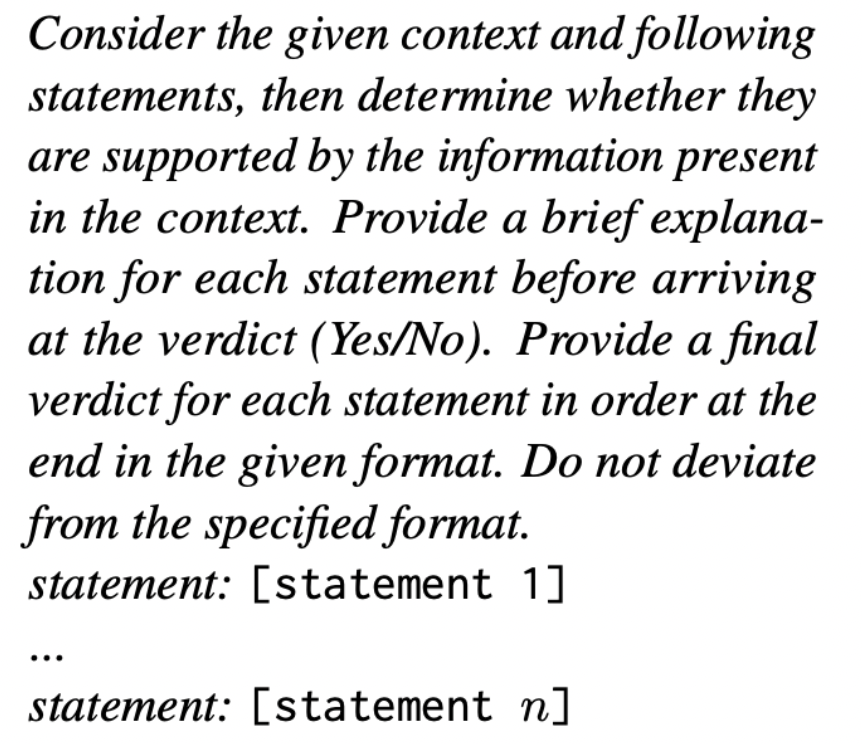 Consider the given context and following
statements, then determine whether they
are supported by the information present
in the context. Provide a brief explana-
tion for each statement before arriving
at the verdict (Yes/No). Provide a final
verdict for each statement in order at the
end in the given format. Do not deviate
from the specified format.
statement: [statement 1]
...
statement: [statement n]